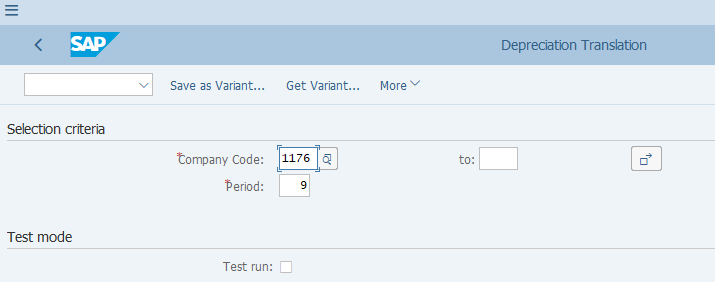 SAP Depreciation Translation
Save as Variant... Get Variant... More
Selection criteria
*Company Code: 1176 to:
*Period: 9
Test mode
Test run: